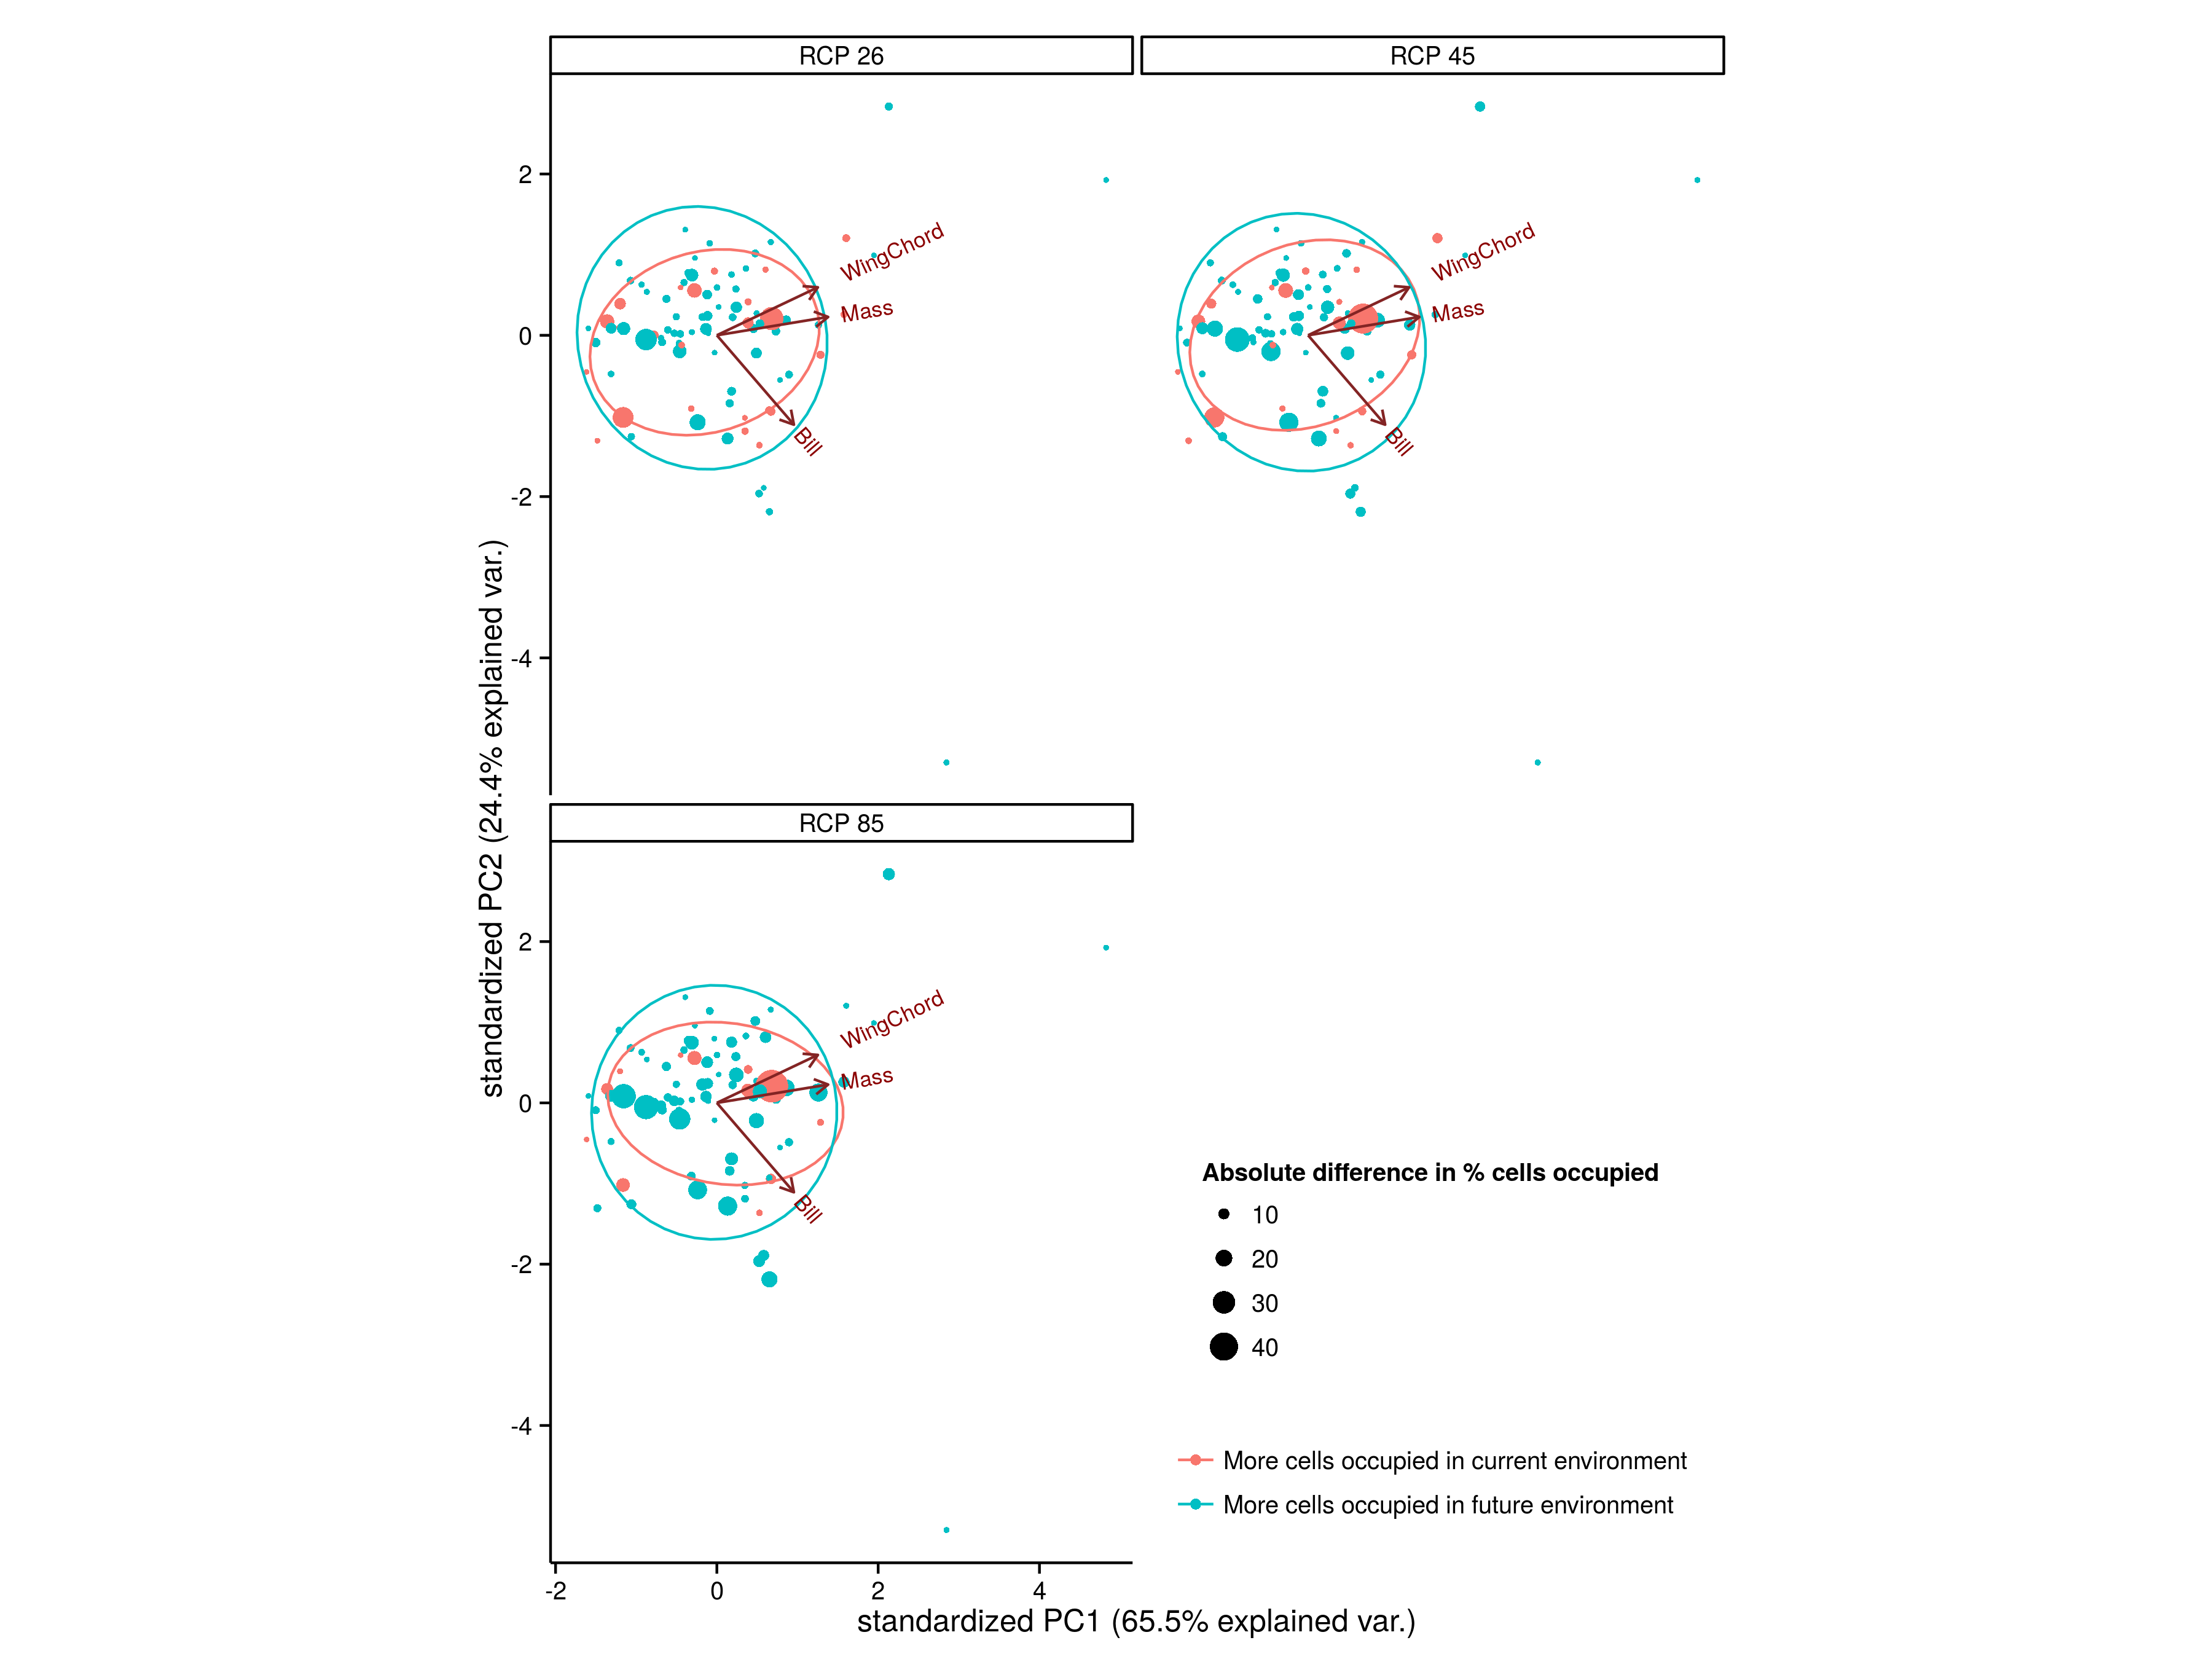 RCP 26
RCP 45
2
0
-2
-4
WingChord
Mass
Bill
WingChord
Mass
Bill
standardized PC2 (24.4% explained var.)
RCP 85
2
0
-2
-4
WingChord
Mass
Bill
Absolute difference in % cells occupied
10
20
30
40
More cells occupied in current environment
More cells occupied in future environment
-2 0 2 4
standardized PC1 (65.5% explained var.)